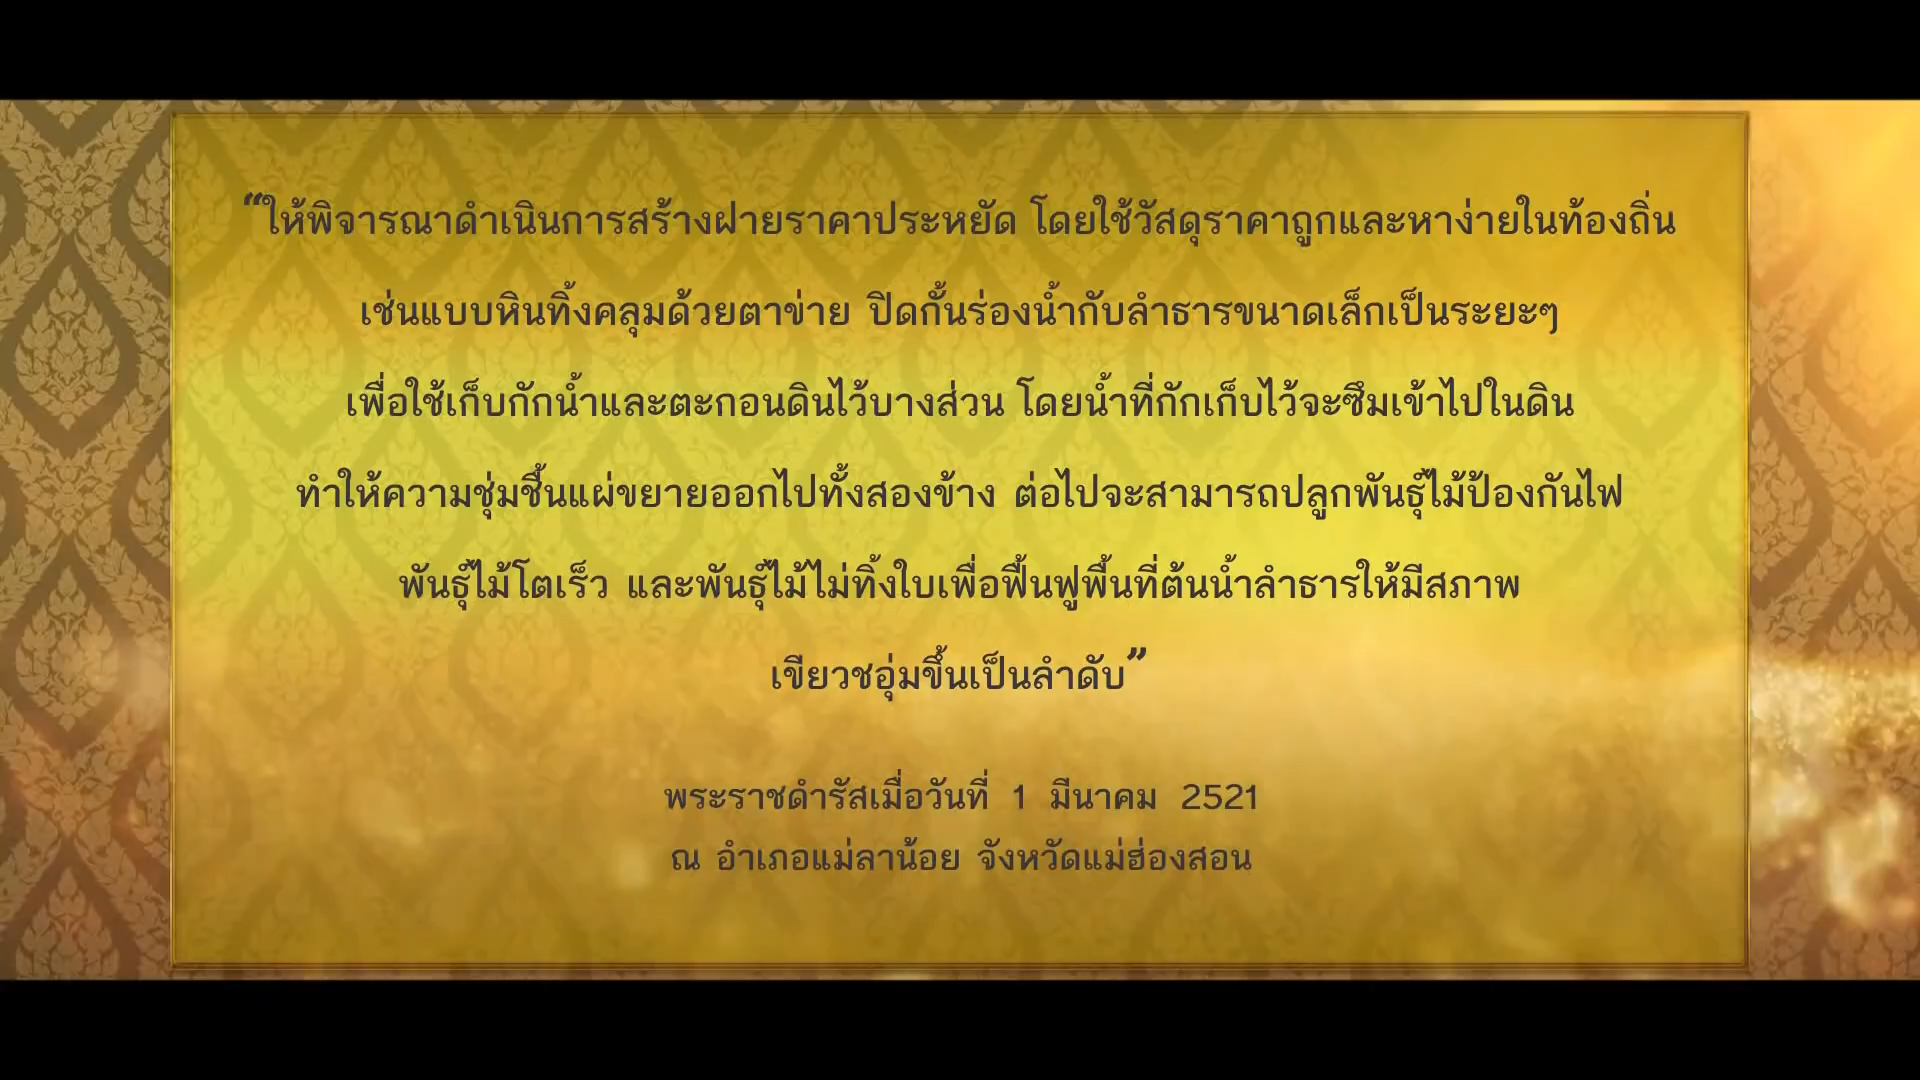 “ให้พิจารณาดำเนินการสร้างฝายราคาประหยัด โดยใช้วัสดุราคาถูกและหาง่ายในท้องถิ่น
เช่นแบบหินทิ้งคลุมด้วยตาข่าย ปิดกั้นร่องน้ำกับลำธารขนาดเล็กเป็นระยะๆ
เพื่อใช้เก็บกักน้ำและตะกอนดินไว้บางส่วน โดยน้ำที่กักเก็บไว้จะซึมเข้าไปในดิน
ทำให้ความชุ่มชื้นแผ่ขยายออกไปทั้งสองข้าง ต่อไปจะสามารถปลูกพันธุ์ไม้ป้องกันไฟ
พันธุ์ไม้โตเร็ว และพันธุ์ไม้ไม่ทิ้งใบเพื่อฟื้นฟูพื้นที่ต้นน้ำลำธารให้มีสภาพ
เขียวชอุ่มขึ้นเป็นลำดับ”
พระราชดำรัสเมื่อวันที่ 1 มีนาคม 2521
ณ อำเภอแม่ลาน้อย จังหวัดแม่ฮ่องสอน